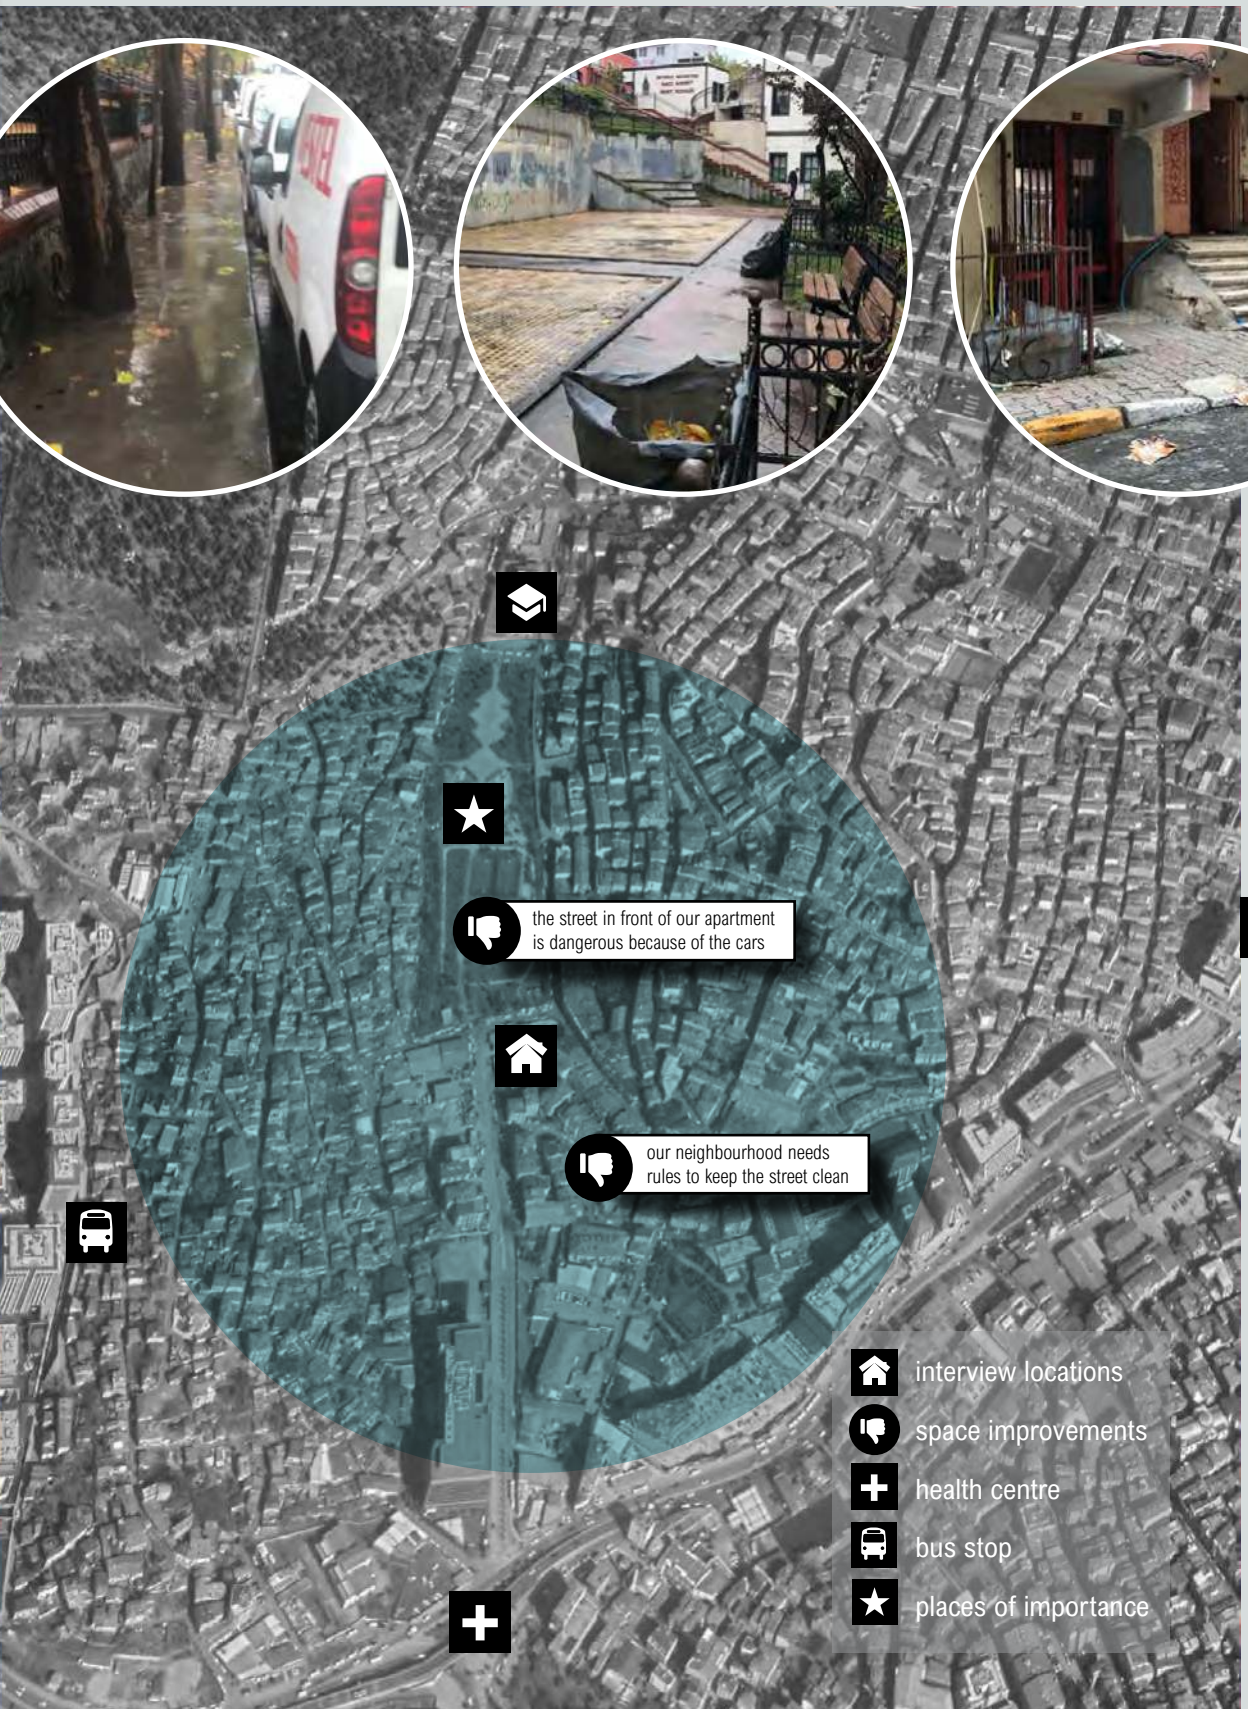 the street in front of our apartment
is dangerous because of the cars
our neighbourhood needs
rules to keep the street clean
interview locations
space improvements
health centre
bus stop
places of importance